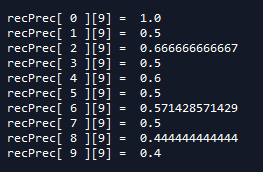 recPrec[ 0 ][9] =  1.0
recPrec[ 1 ][9] =  0.5
recPrec[ 2 ][9] =  0.666666666667
recPrec[ 3 ][9] =  0.5
recPrec[ 4 ][9] =  0.6
recPrec[ 5 ][9] =  0.5
recPrec[ 6 ][9] =  0.571428571429
recPrec[ 7 ][9] =  0.5
recPrec[ 8 ][9] =  0.444444444444
recPrec[ 9 ][9] =  0.4